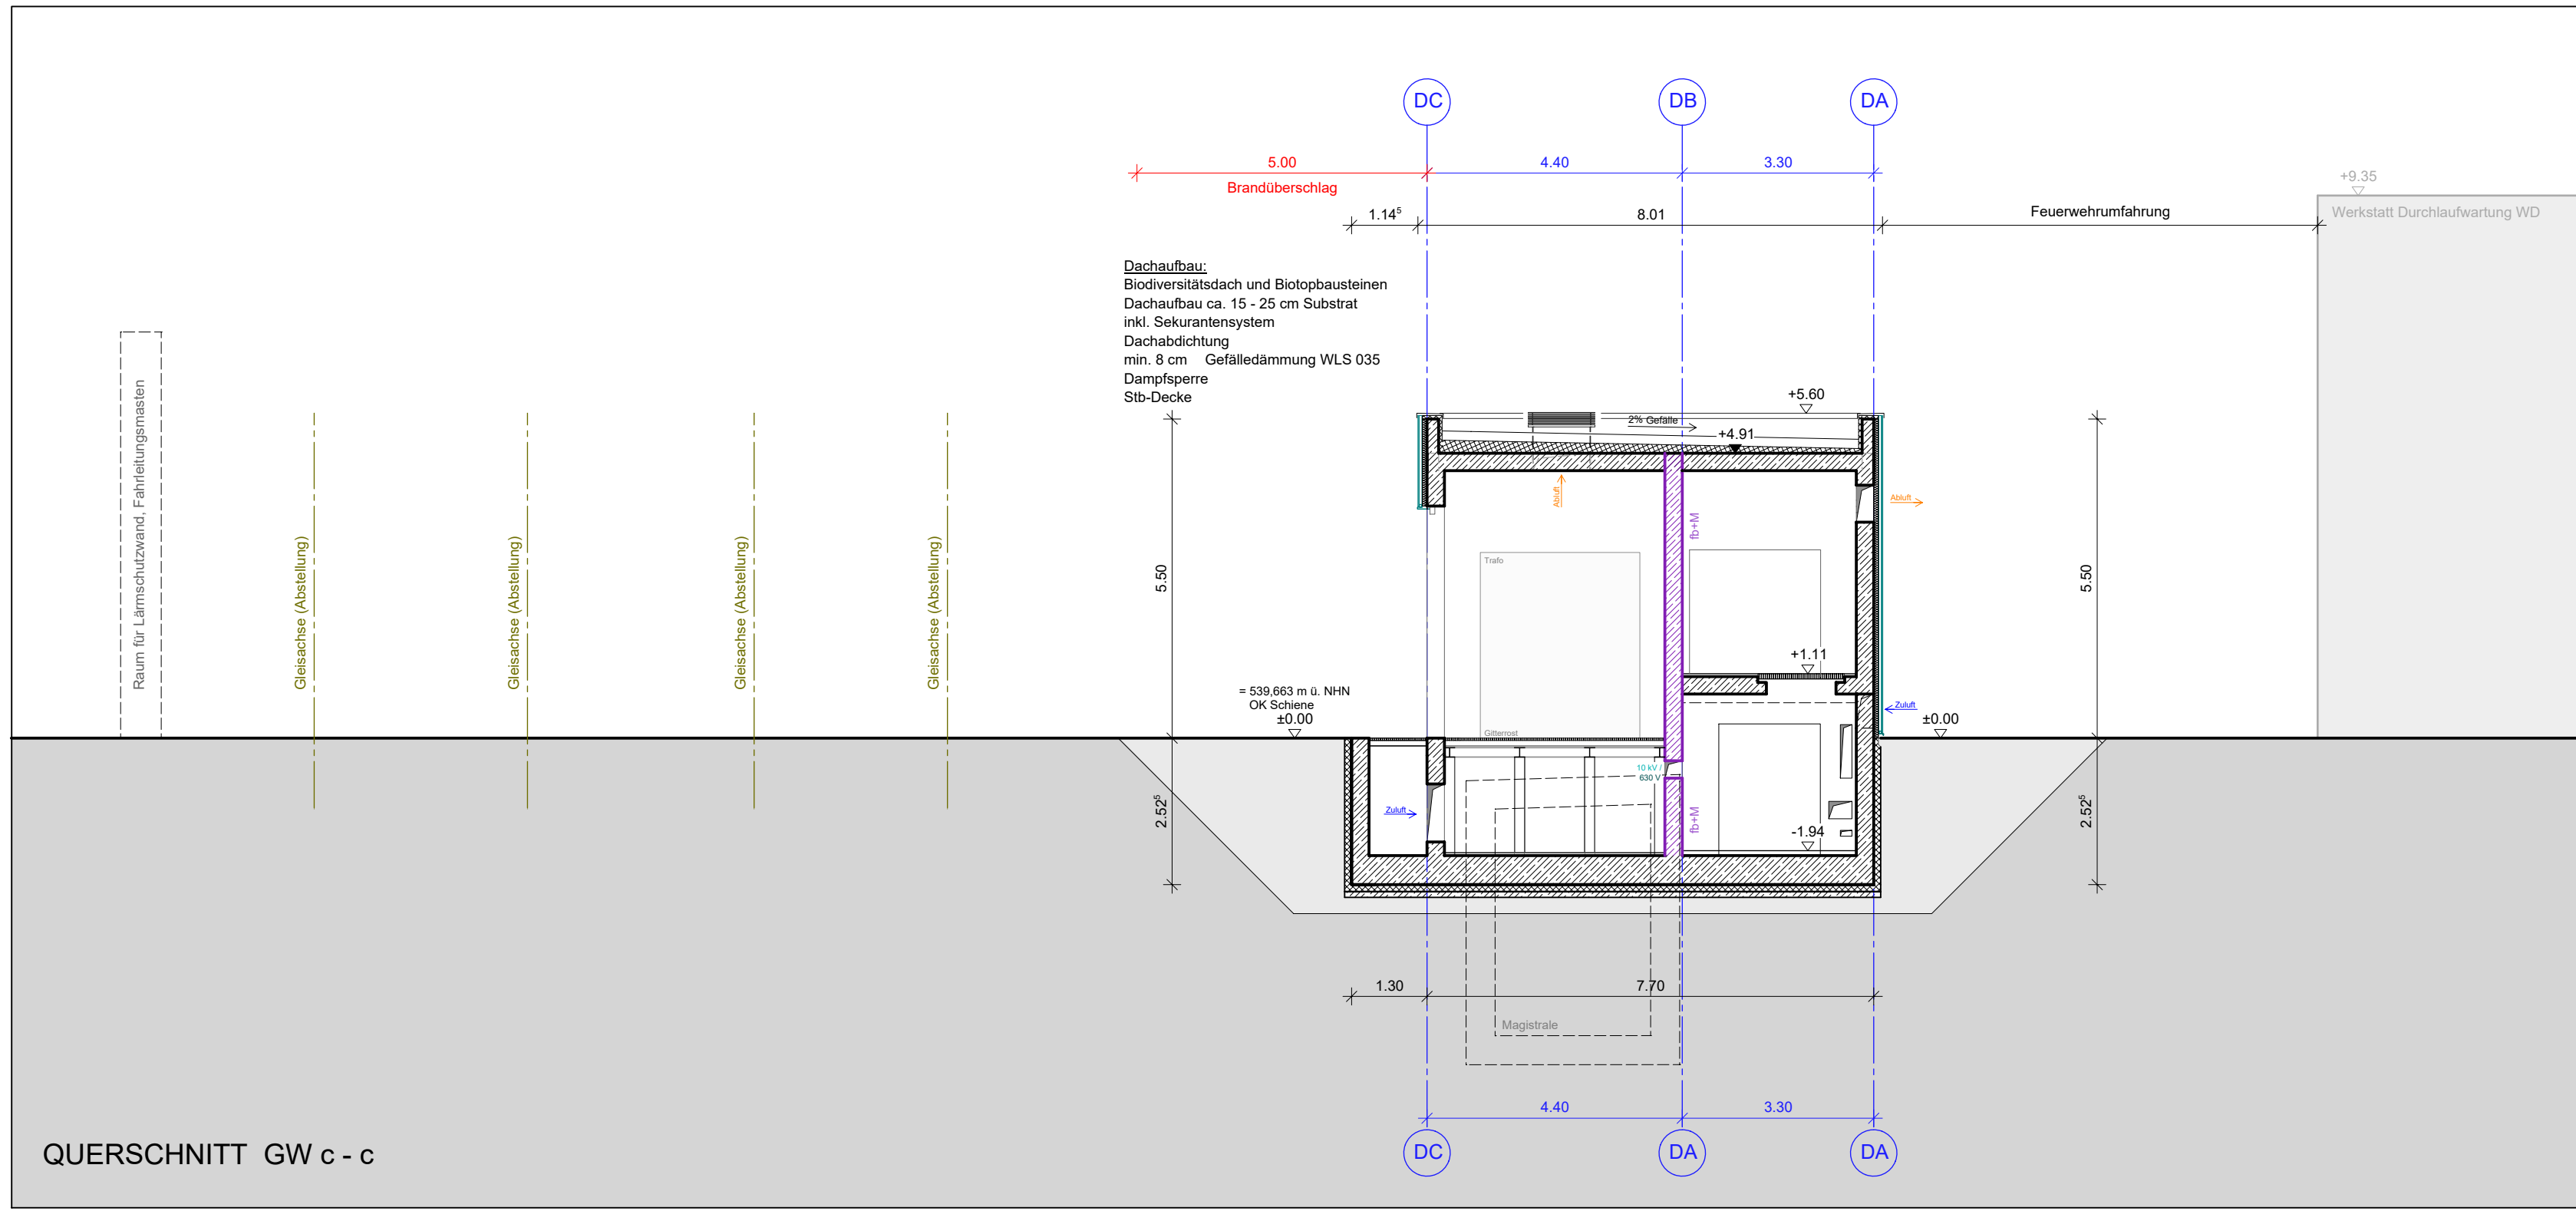 DC
DB
DA
5.00
4.40
3.30
Brandüberschlag
+9.35
1.14⁵
8.01
Feuerwehrumfahrung
Werkstatt Durchlaufwartung WD
Dachaufbau:
Biodiversitätsdach und Biotopbausteinen
Dachaufbau ca. 15 - 25 cm Substrat
inkl. Sekurantensystem
Dachabdichtung
min. 8 cm Gefälledämmung WLS 035
Dampfsperre
Stb-Decke
+5.60
2% Gefälle
+4.91
Raum für Lärmschutzwand, Fahrleitungsmasten
Gleisachse (Abstellung)
Gleisachse (Abstellung)
Gleisachse (Abstellung)
Gleisachse (Abstellung)
5.50
Abluft
fb+M
Abluft
5.50
Trafo
+1.11
= 539,663 m ü. NHN
OK Schiene
±0.00
Zuluft
±0.00
Gitterrost
10 kV /
630 V
2.52⁵
Zuluft
fb+M
-1.94
2.52⁵
1.30
7.70
Magistrale
4.40
3.30
DC
DA
DA
QUERSCHNITT GW c - c